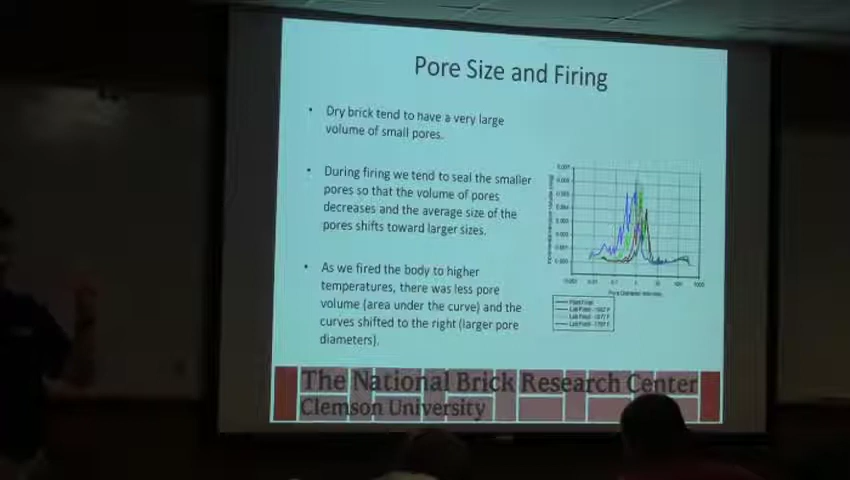 Pore Size and Firing
• Dry brick tend to have a very large
volume of small pores.
• During firing we tend to seal the smaller
pores so that the volume of pores
decreases and the average size of the
pores shifts toward larger sizes.
• As we fired the body to higher
temperatures, there was less pore
volume (area under the curve) and the
curves shifted to the right (larger pore
diameters).
The National Brick Research Center
Clemson University